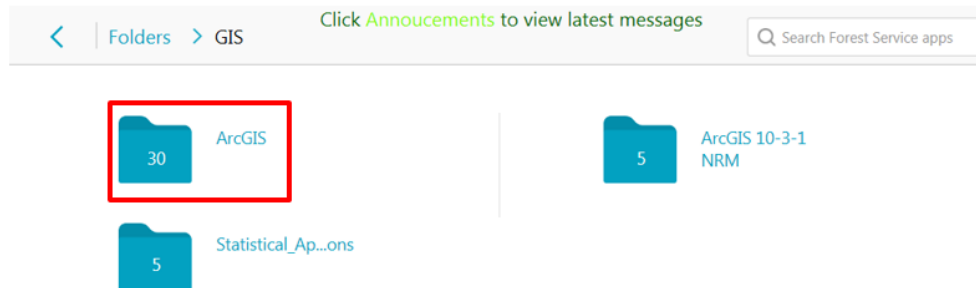 Click Annoucements to view latest messages
Folders > GIS
Search Forest Service apps
30
ArcGIS
5
ArcGIS 10-3-1
NRM
5
Statistical_Ap...ons